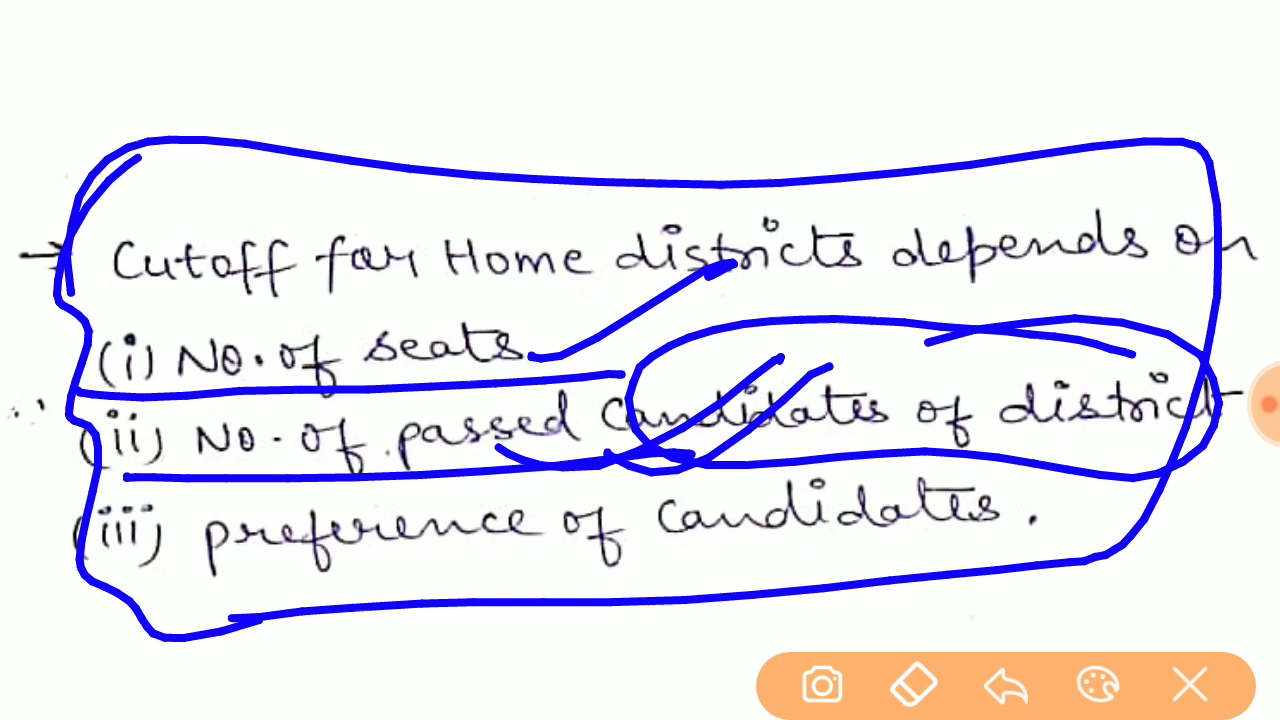 → Cutoff for Home districts depends on
(i) No. of seats
(ii) No. of passed candidates of district
(iii) preference of candidates.